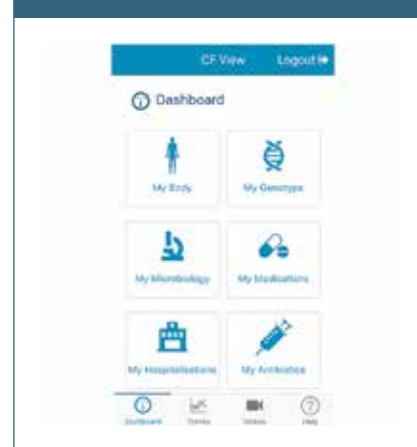 CF View Logout
Dashboard
My Body My Genotype
My Microbiology My Medications
My Hospitalisations My Antibiotics
Dashboard Trends Videos Help